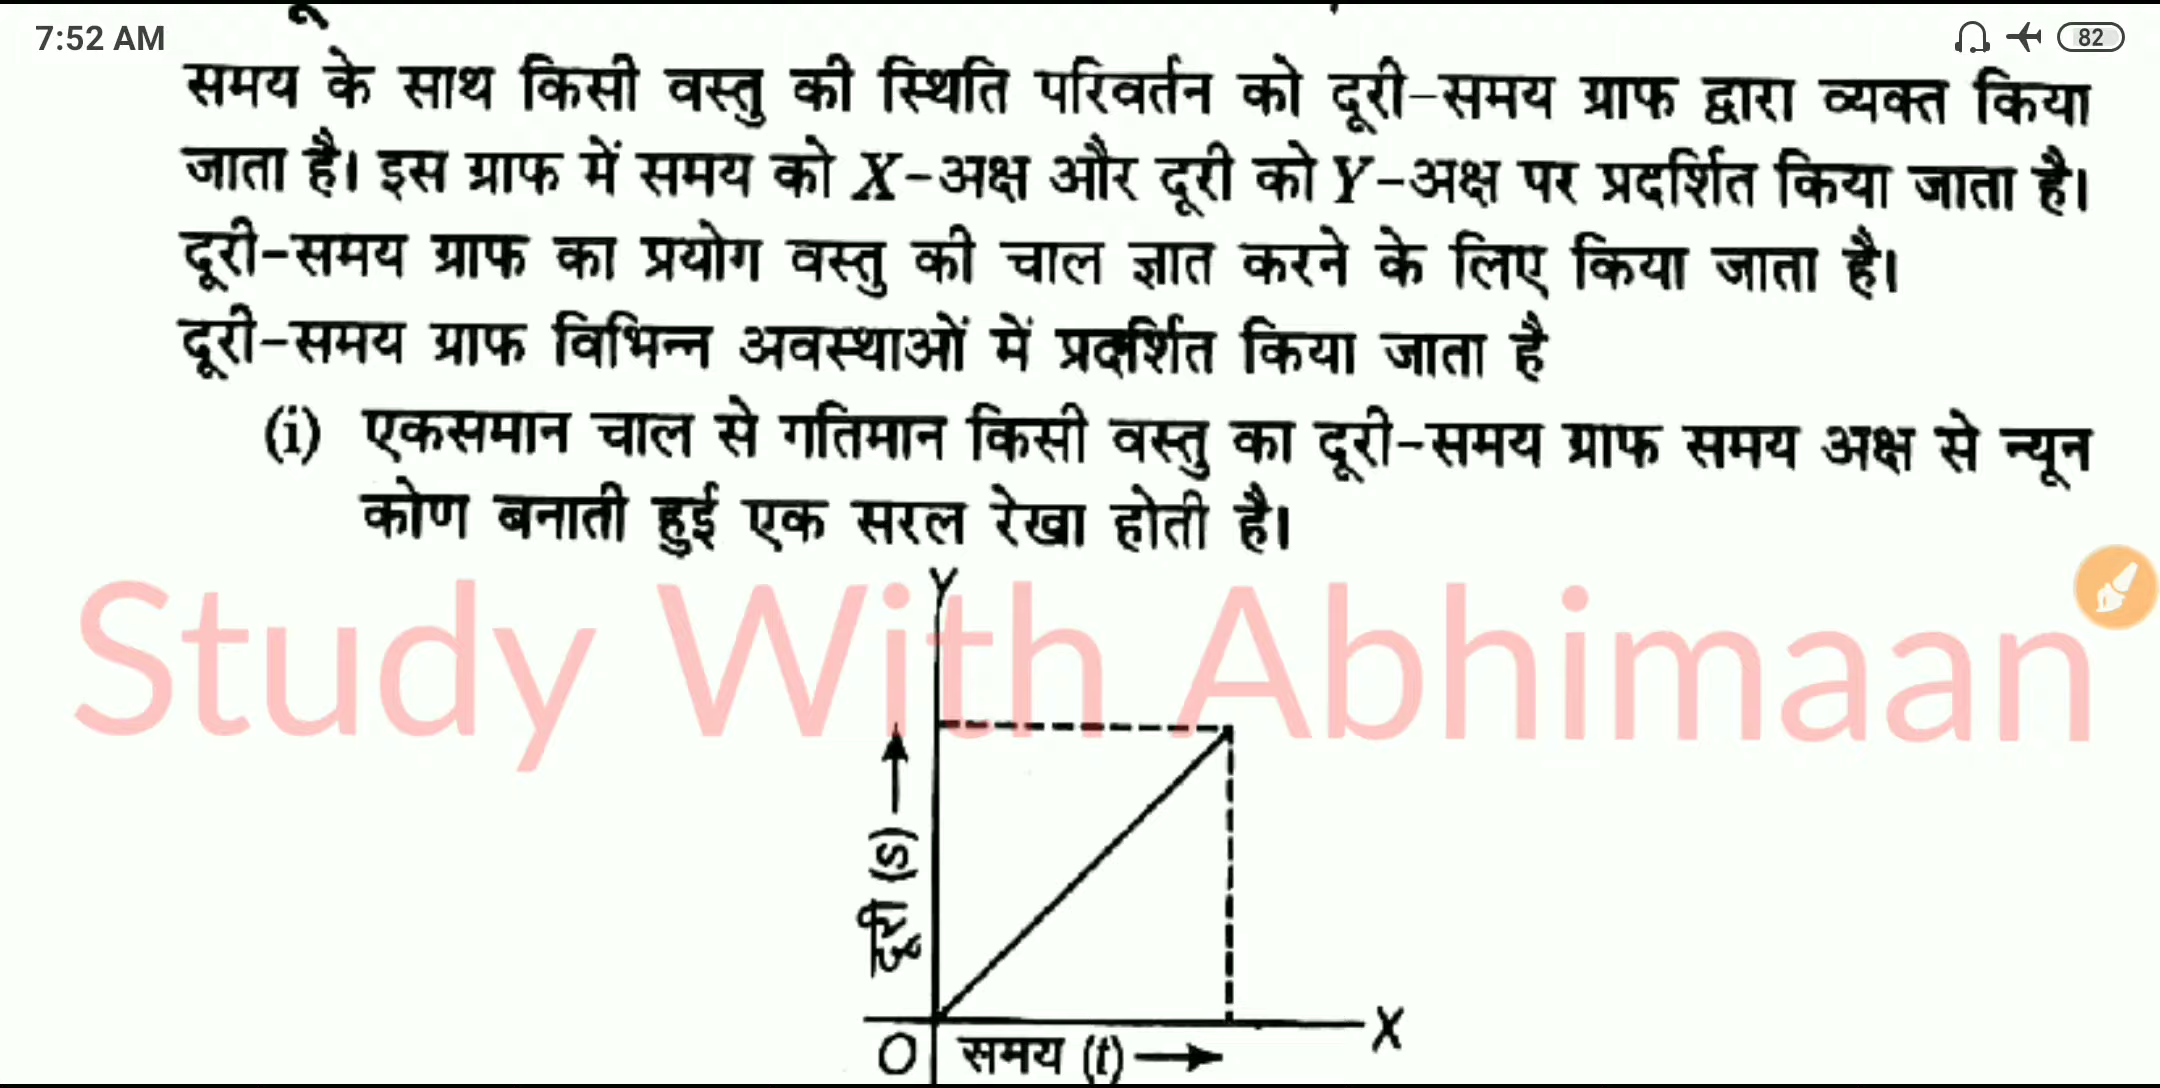 7:52 AM
82
समय के साथ किसी वस्तु की स्थिति परिवर्तन को दूरी-समय ग्राफ द्वारा व्यक्त किया
जाता है। इस ग्राफ में समय को X-अक्ष और दूरी को Y-अक्ष पर प्रदर्शित किया जाता है।
दूरी-समय ग्राफ का प्रयोग वस्तु की चाल ज्ञात करने के लिए किया जाता है।
दूरी-समय ग्राफ विभिन्न अवस्थाओं में प्रदर्शित किया जाता है
(i) एकसमान चाल से गतिमान किसी वस्तु का दूरी-समय ग्राफ समय अक्ष से न्यून
कोण बनाती हुई एक सरल रेखा होती है।
Study With Abhimaan
Y
दूरी (s)
X
O
समय (t)